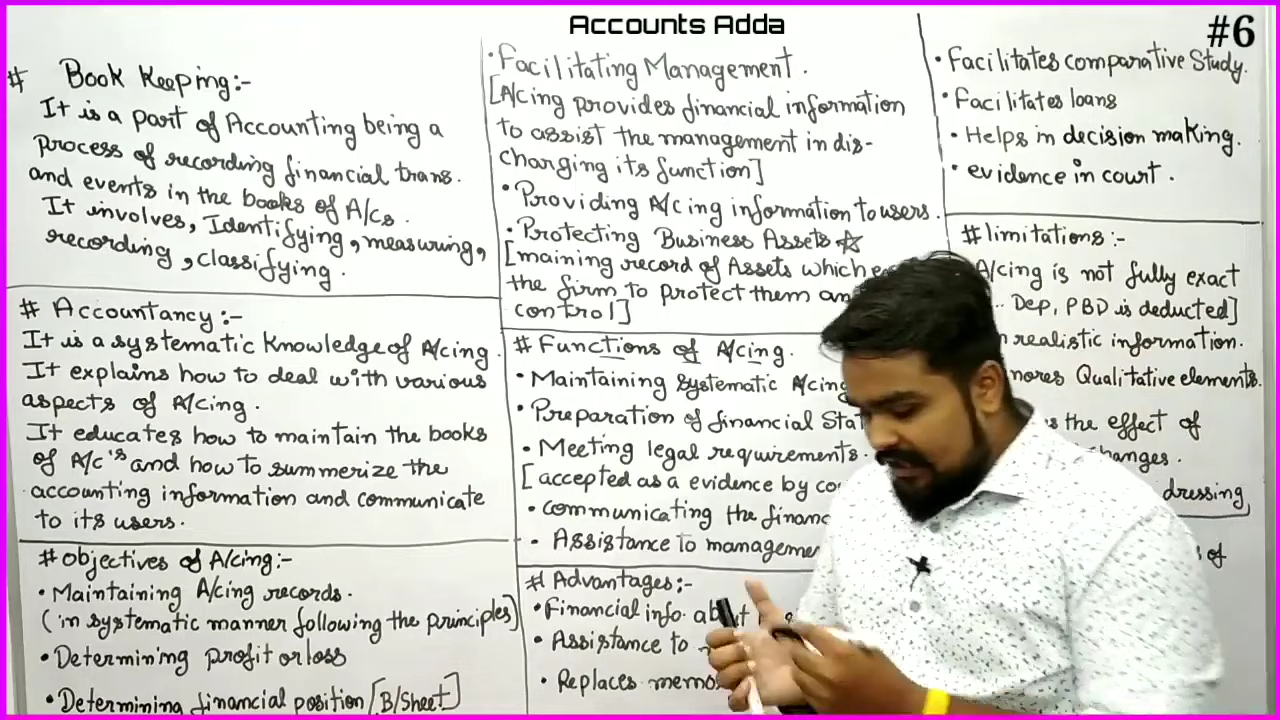 Accounts Adda
#6
# Book Keeping:-
It is a part of Accounting being a
process of recording financial trans.
and events in the books of A/cs.
It involves, Identifying, measuring,
recording, classifying.
# Accountancy:-
It is a systematic Knowledge of A/cing.
It explains how to deal with various
aspects of A/cing.
It educates how to maintain the books
of A/c's and how to summerize the
accounting information and communicate
to its users.
# Objectives of A/cing:-
• Maintaining A/cing records.
(in systematic manner following the principles)
• Determining profit or loss
• Determining financial position [B/Sheet]
• Facilitating Management.
[A/cing provides financial information
to assist the management in dis-
charging its function]
• Providing A/cing information to users.
• Protecting Business Assets ☆
[maining record of Assets which
the firm to protect them an
control]
# Functions of A/cing.
• Maintaining systematic A/cing
• Preparation of financial Stat
• Meeting legal requirements.
[accepted as a evidence by co
• communicating the financ
• Assistance to manageme
# Advantages:-
• Financial info. about
• Assistance to
• Replaces memo
• Facilitates comparative Study.
• Facilitates loans
• Helps in decision making.
• evidence in court.
# limitations:-
A/cing is not fully exact
Dep, PBD is deducted]
realistic information.
nores Qualitative elements.
the effect of
hanges.
dressing
of